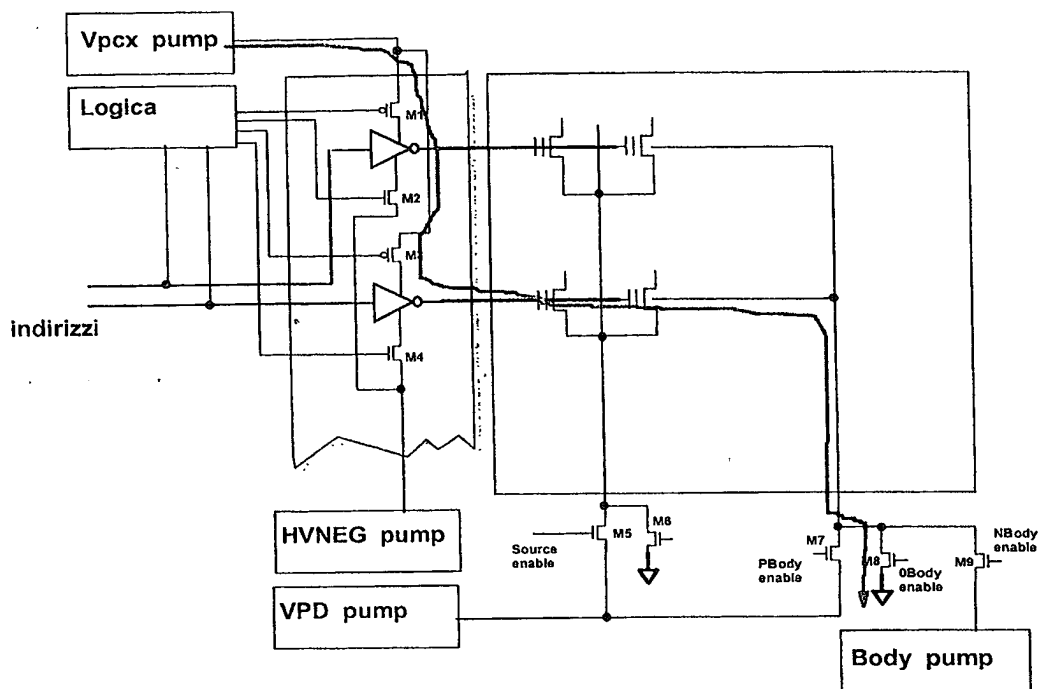 Vpcx pump
Logica
M1
M2
M3
M4
indirizzi
HVNEG pump
VPD pump
Source
enable
M5
M6
PBody
enable
M7
M8
0Body
enable
M9
NBody
enable
Body pump